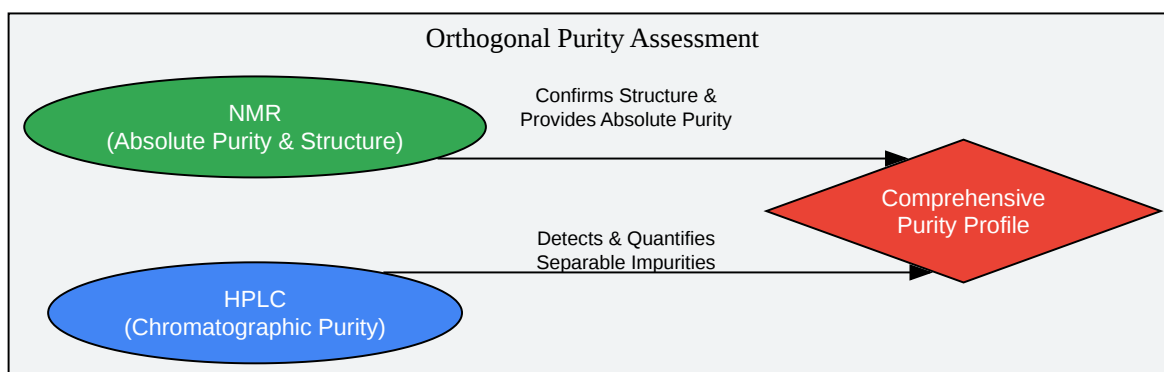 Orthogonal Purity Assessment
NMR
(Absolute Purity & Structure)
Confirms Structure &
Provides Absolute Purity
Comprehensive
Purity Profile
Detects & Quantifies
Separable Impurities
HPLC
(Chromatographic Purity)